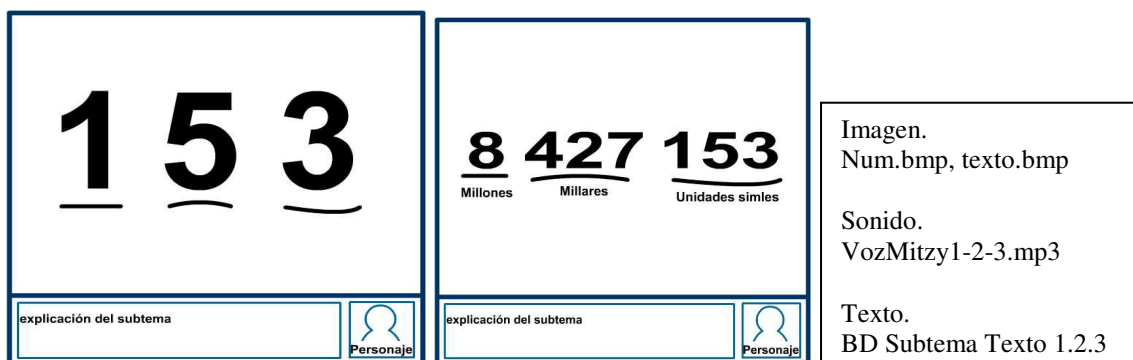 1 5 3
explicación del subtema
Personaje
8 427 153
Millones Millares Unidades simles
explicación del subtema
Personaje
Imagen.
Num.bmp, texto.bmp
Sonido.
VozMitzy1-2-3.mp3
Texto.
BD Subtema Texto 1.2.3